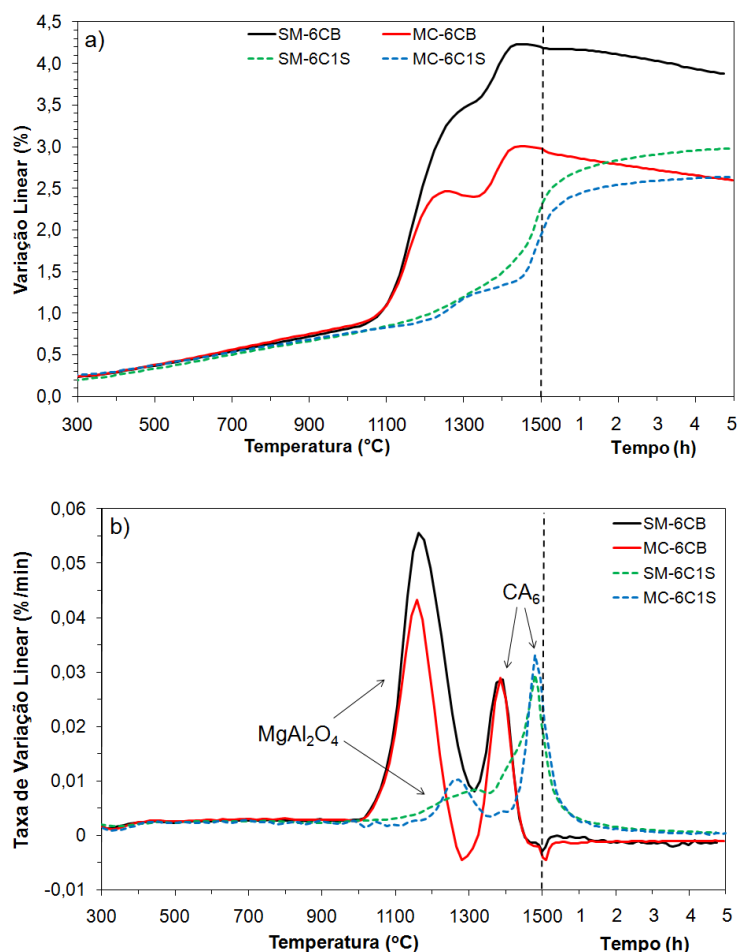 a)
SM-6CB MC-6CB
SM-6C1S MC-6C1S
Variação Linear (%)
4,5
4,0
3,5
3,0
2,5
2,0
1,5
1,0
0,5
0,0
300 500 700 900 1100 1300 1500 1 2 3 4 5
Temperatura (°C) Tempo (h)
b)
SM-6CB
MC-6CB
SM-6C1S
MC-6C1S
CA₆
MgAl₂O₄
Taxa de Variação Linear (%/min)
0,06
0,05
0,04
0,03
0,02
0,01
0
-0,01
300 500 700 900 1100 1300 1500 1 2 3 4 5
Temperatura (ºC) Tempo (h)